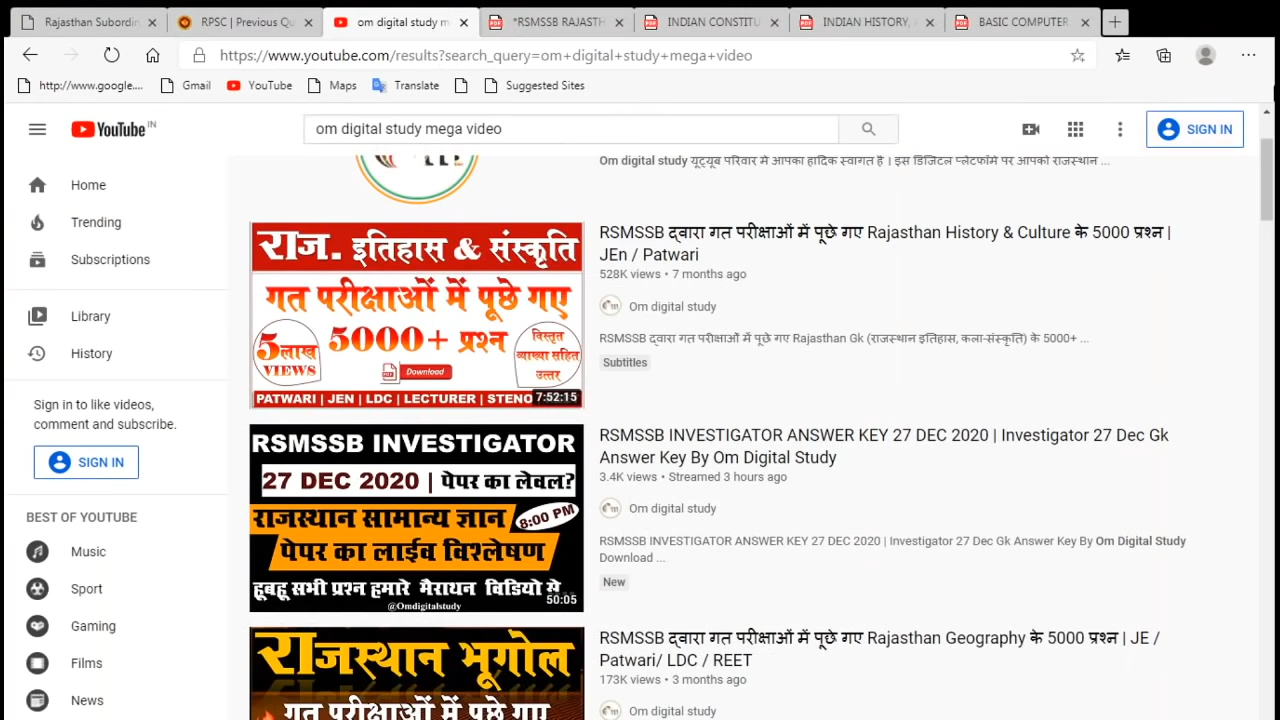 Rajasthan Subordin
RPSC | Previous Qu
om digital study m
*RSMSSB RAJASTH
INDIAN CONSTITU
INDIAN HISTORY,
BASIC COMPUTER
https://www.youtube.com/results?search_query=om+digital+study+mega+video
http://www.google....
Gmail
YouTube
Maps
Translate
Suggested Sites
YouTube IN
om digital study mega video
SIGN IN
Home
Trending
Subscriptions
Library
History
Sign in to like videos,
comment and subscribe.
SIGN IN
BEST OF YOUTUBE
Music
Sport
Gaming
Films
News
Om digital study यूट्यूब परिवार में आपका हार्दिक स्वागत है । इस डिजिटल प्लेटफॉर्म पर आपको राजस्थान ...
राज. इतिहास & संस्कृति
गत परीक्षाओं में पूछे गए
5000+ प्रश्न
5लाख
VIEWS
विस्तृत
व्याख्या सहित
उत्तर
Download
PATWARI | JEN | LDC | LECTURER | STENO
7:52:15
RSMSSB द्वारा गत परीक्षाओं में पूछे गए Rajasthan History & Culture के 5000 प्रश्न |
JEn / Patwari
528K views • 7 months ago
Om digital study
RSMSSB द्वारा गत परीक्षाओं में पूछे गए Rajasthan Gk (राजस्थान इतिहास, कला-संस्कृति) के 5000+ ...
Subtitles
RSMSSB INVESTIGATOR
27 DEC 2020 | पेपर का लेवल?
राजस्थान सामान्य ज्ञान
8:00 PM
पेपर का लाईव विश्लेषण
हूबहू सभी प्रश्न हमारे मैराथन विडियो से
@Omdigitalstudy
50:05
RSMSSB INVESTIGATOR ANSWER KEY 27 DEC 2020 | Investigator 27 Dec Gk
Answer Key By Om Digital Study
3.4K views • Streamed 3 hours ago
Om digital study
RSMSSB INVESTIGATOR ANSWER KEY 27 DEC 2020 | Investigator 27 Dec Gk Answer Key By Om Digital Study
Download ...
New
राजस्थान भूगोल
गत परीक्षाओं में पूछे गए
RSMSSB द्वारा गत परीक्षाओं में पूछे गए Rajasthan Geography के 5000 प्रश्न | JE /
Patwari/ LDC / REET
173K views • 3 months ago
Om digital study